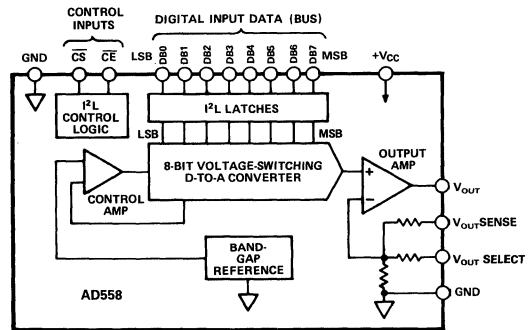 CONTROL INPUTS
DIGITAL INPUT DATA (BUS)
GND
CS
CE
LSB
DB0
DB1
DB2
DB3
DB4
DB5
DB6
DB7
MSB
+VCC
I²L CONTROL LOGIC
I²L LATCHES
LSB
MSB
8-BIT VOLTAGE-SWITCHING
D-TO-A CONVERTER
CONTROL AMP
OUTPUT AMP
+
−
VOUT
VOUT SENSE
VOUT SELECT
GND
BAND-
GAP
REFERENCE
AD558